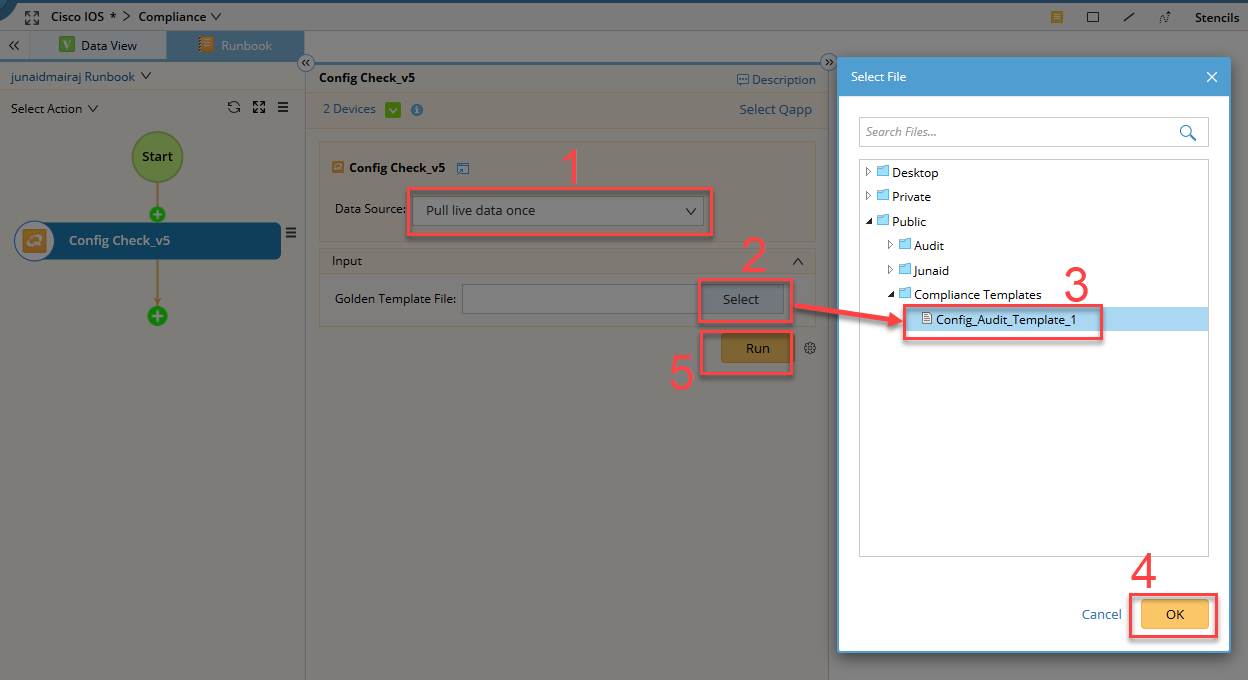 Cisco IOS * > Compliance
Stencils
Data View
Runbook
junaidmairaj Runbook
Select Action
Start
Config Check_v5
Config Check_v5
Description
2 Devices
Select Qapp
Config Check_v5
1
Data Source:
Pull live data once
Input
2
Golden Template File:
Select
Run
5
Select File
Search Files...
Desktop
Private
Public
Audit
Junaid
Compliance Templates
3
Config_Audit_Template_1
4
Cancel
OK